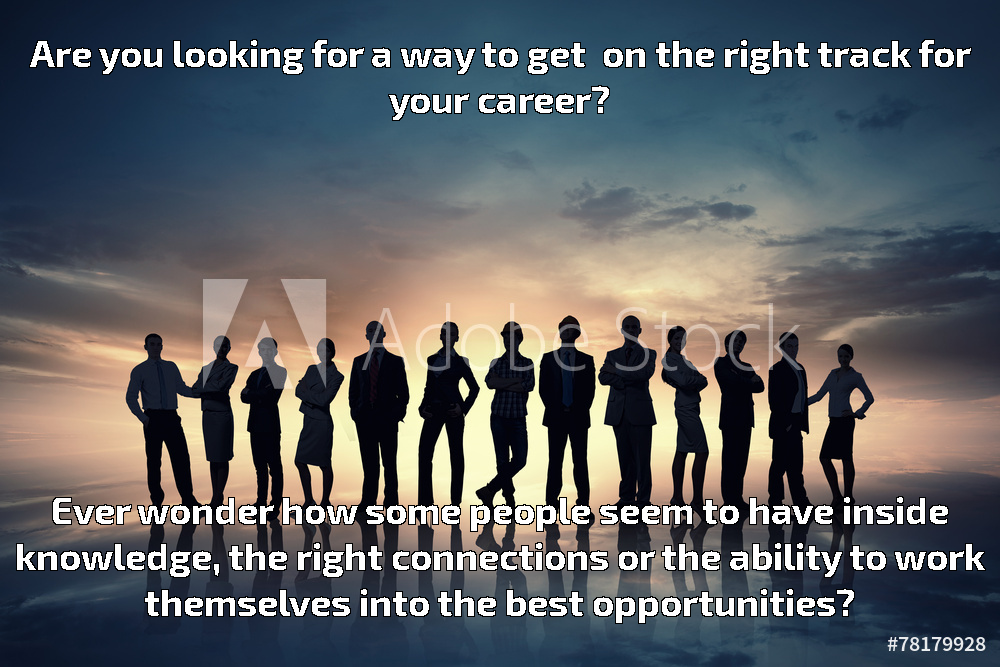 Are you looking for a way to get  on the right track for
your career?
Adobe Stock
Ever wonder how some people seem to have inside
knowledge, the right connections or the ability to work
themselves into the best opportunities?
#78179928